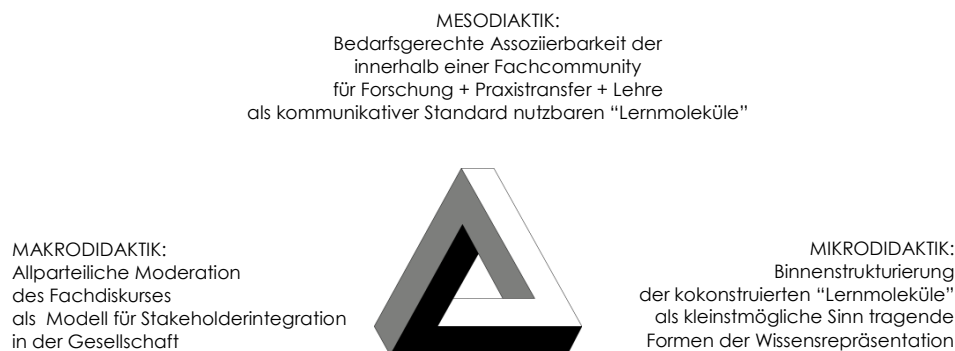 MESODIAKTIK:
Bedarfsgerechte Assoziierbarkeit der
innerhalb einer Fachcommunity
für Forschung + Praxistransfer + Lehre
als kommunikativer Standard nutzbaren “Lernmoleküle”
MAKRODIDAKTIK:
Allparteiliche Moderation
des Fachdiskurses
als Modell für Stakeholderintegration
in der Gesellschaft
MIKRODIDAKTIK:
Binnenstrukturierung
der kokonstruierten “Lernmoleküle”
als kleinstmögliche Sinn tragende
Formen der Wissensrepräsentation